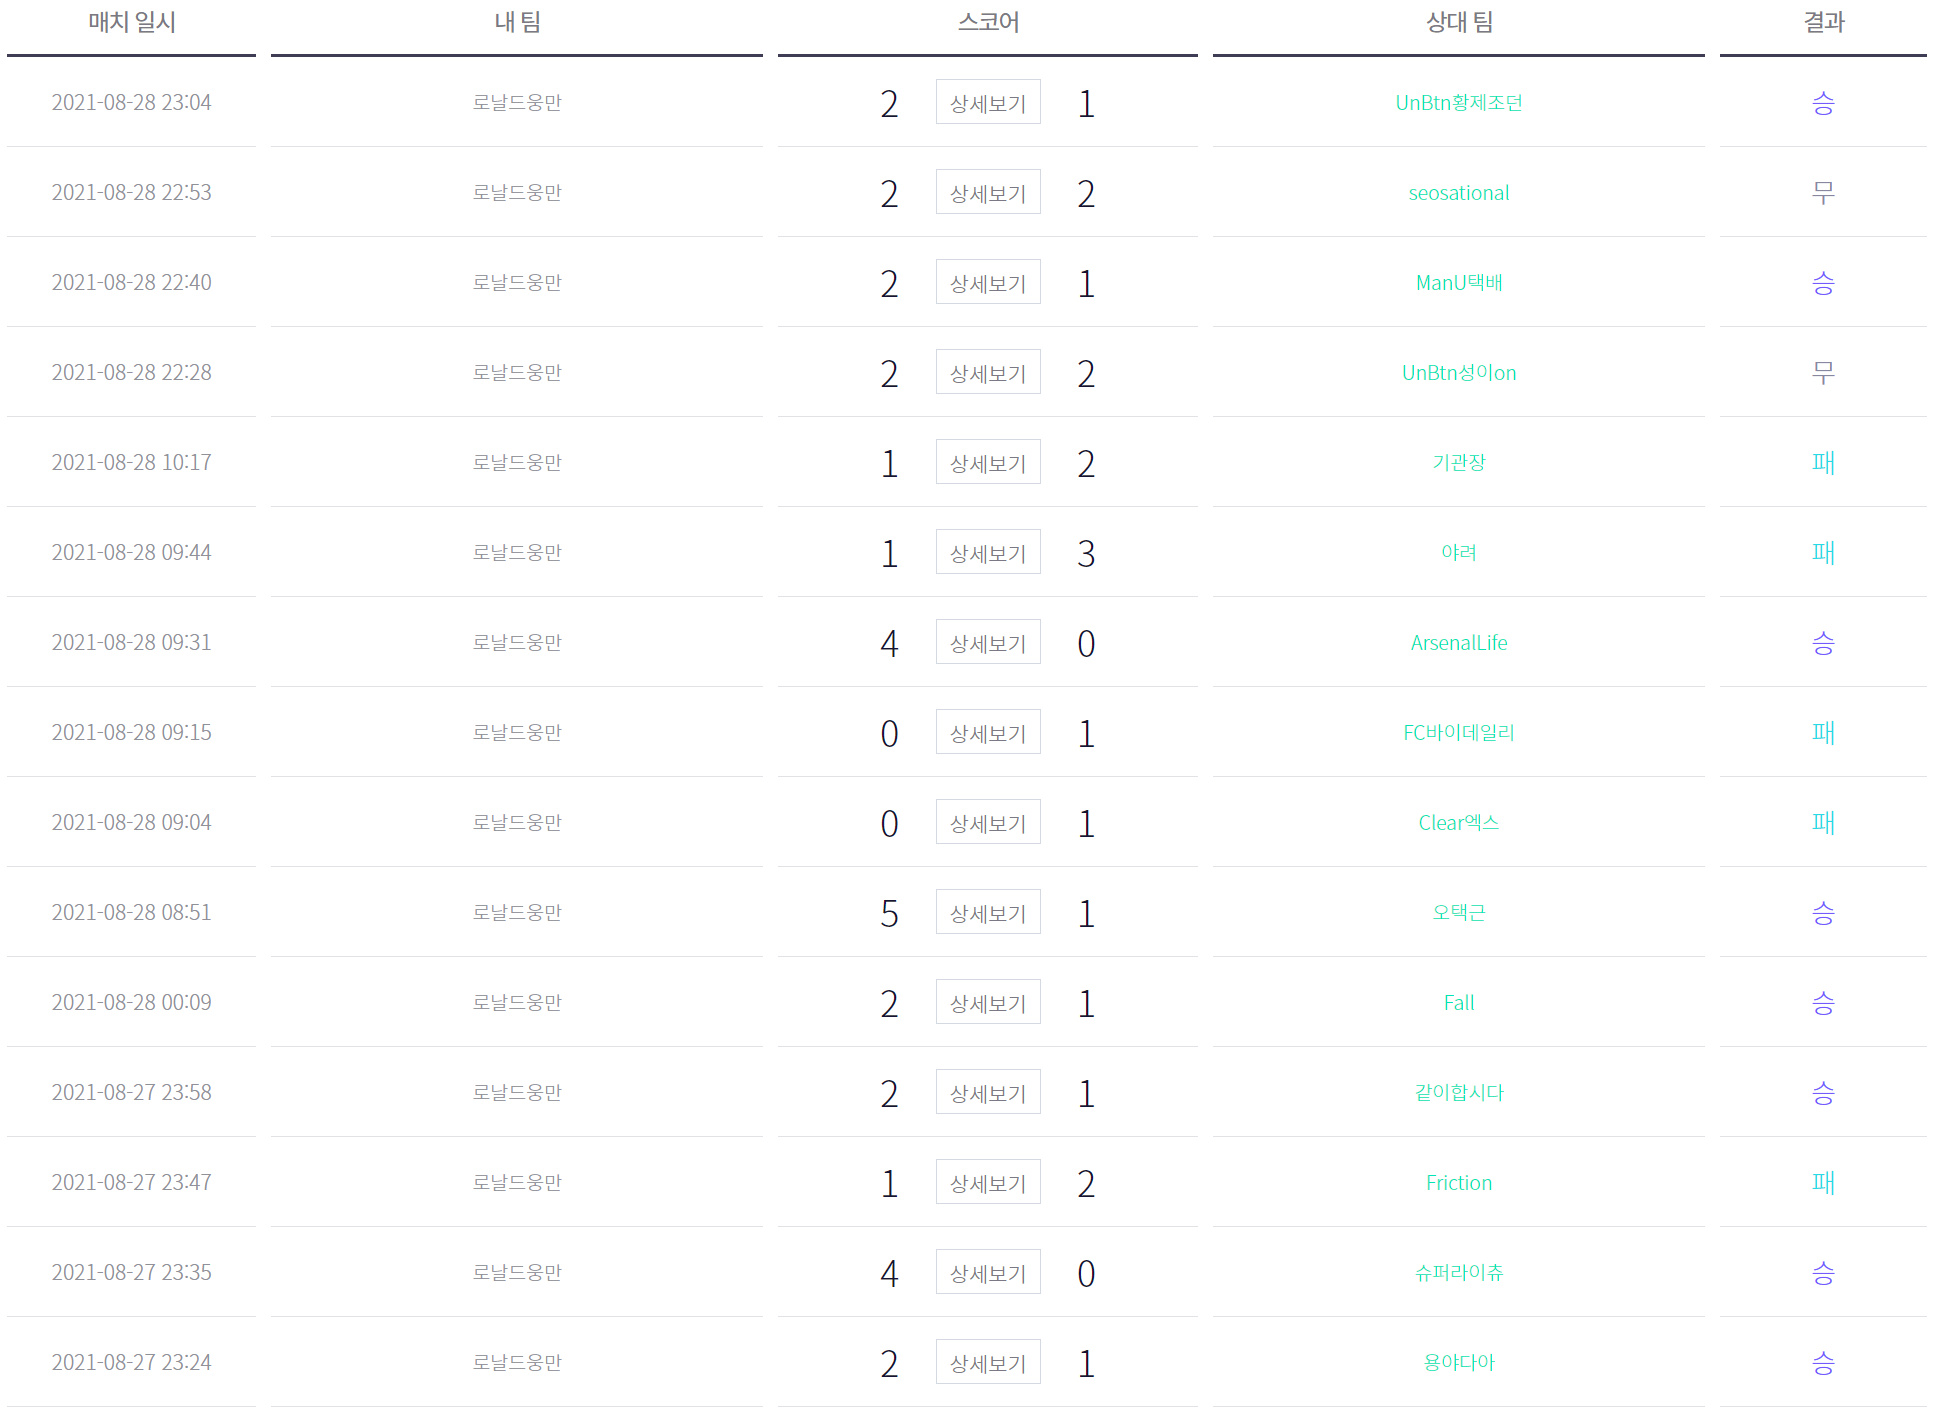 매치 일시 내 팀 스코어 상대 팀 결과
2021-08-28 23:04 로날드웅만 2 상세보기 1 UnBtn황제조던 승
2021-08-28 22:53 로날드웅만 2 상세보기 2 seosational 무
2021-08-28 22:40 로날드웅만 2 상세보기 1 ManU택배 승
2021-08-28 22:28 로날드웅만 2 상세보기 2 UnBtn성이on 무
2021-08-28 10:17 로날드웅만 1 상세보기 2 기관장 패
2021-08-28 09:44 로날드웅만 1 상세보기 3 야려 패
2021-08-28 09:31 로날드웅만 4 상세보기 0 ArsenalLife 승
2021-08-28 09:15 로날드웅만 0 상세보기 1 FC바이데일리 패
2021-08-28 09:04 로날드웅만 0 상세보기 1 Clear엑스 패
2021-08-28 08:51 로날드웅만 5 상세보기 1 오택근 승
2021-08-28 00:09 로날드웅만 2 상세보기 1 Fall 승
2021-08-27 23:58 로날드웅만 2 상세보기 1 같이합시다 승
2021-08-27 23:47 로날드웅만 1 상세보기 2 Friction 패
2021-08-27 23:35 로날드웅만 4 상세보기 0 슈퍼라이츄 승
2021-08-27 23:24 로날드웅만 2 상세보기 1 용야다아 승